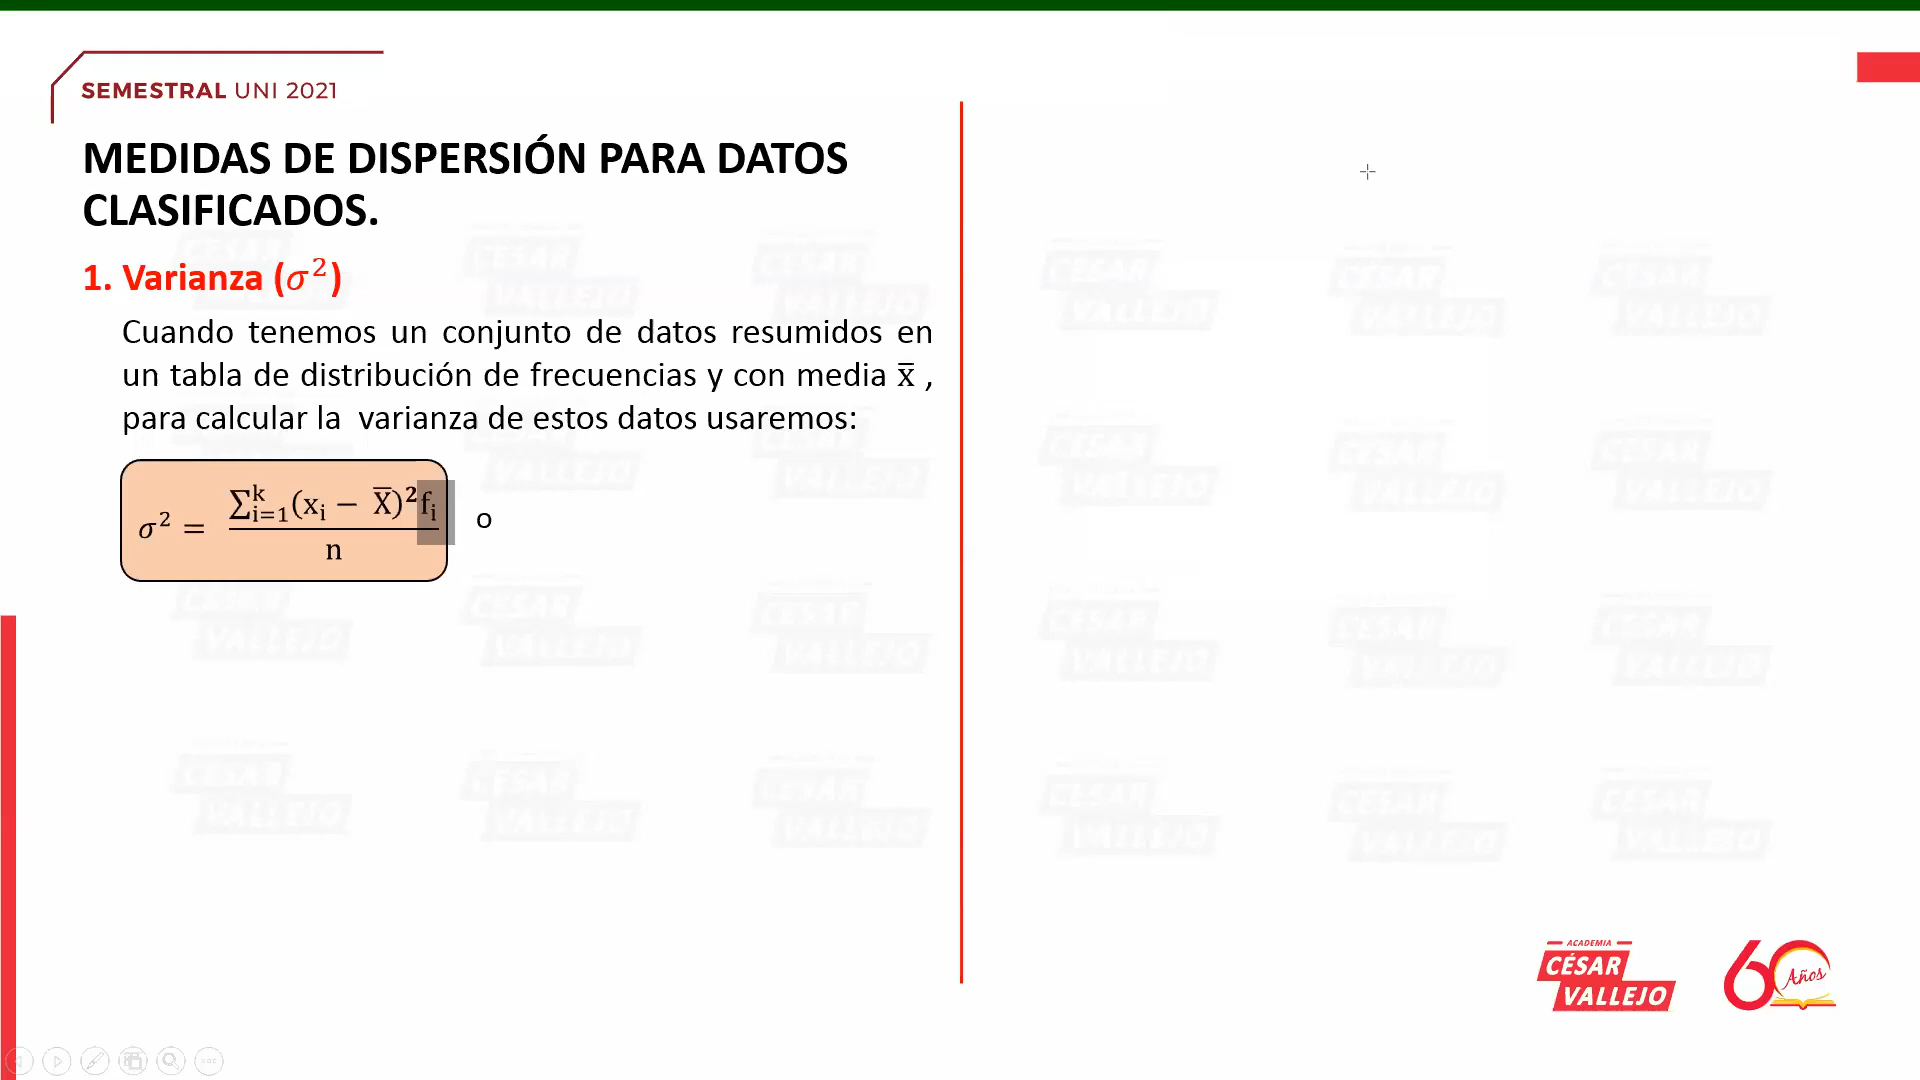 SEMESTRAL UNI 2021
MEDIDAS DE DISPERSIÓN PARA DATOS
CLASIFICADOS.
1. Varianza (σ²)
Cuando tenemos un conjunto de datos resumidos en
un tabla de distribución de frecuencias y con media x̅ ,
para calcular la varianza de estos datos usaremos:
σ² = ∑ᵏᵢ₌₁(xᵢ − X̅)²fᵢ / n o
ACADEMIA
CÉSAR
VALLEJO
60 Años